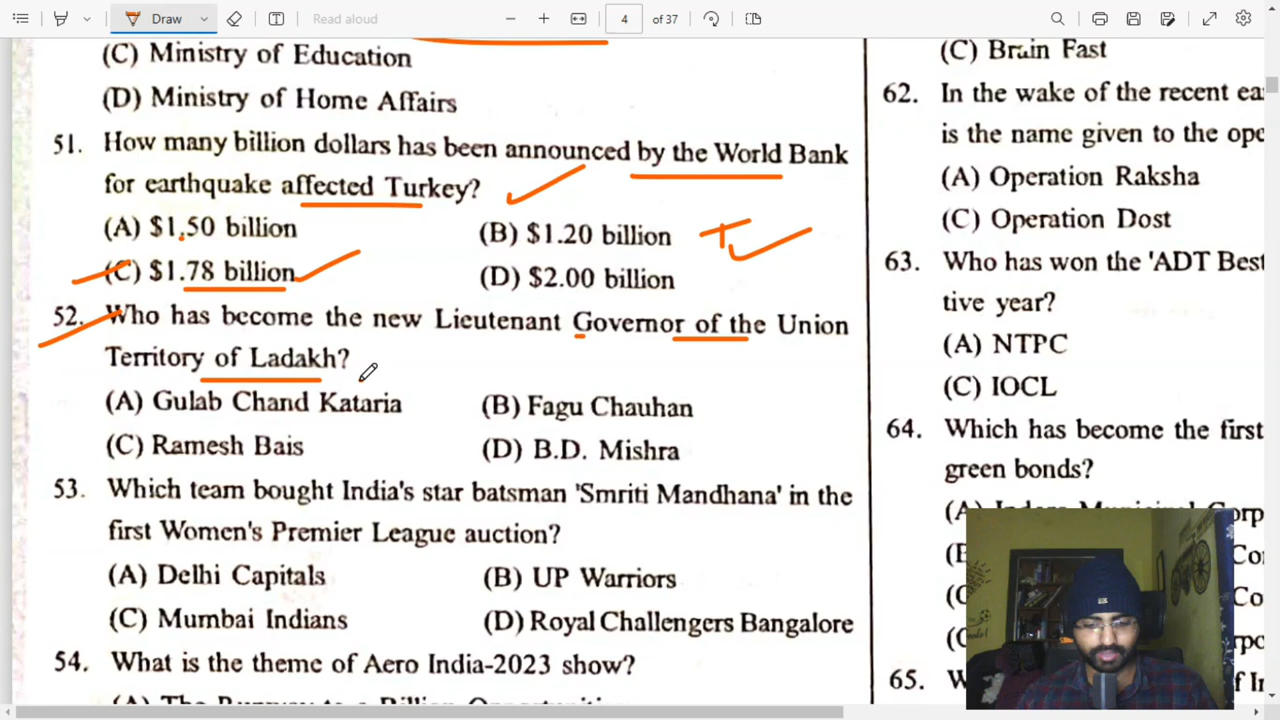 Draw
Read aloud
4 of 37
(C) Ministry of Education
(D) Ministry of Home Affairs
51. How many billion dollars has been announced by the World Bank
for earthquake affected Turkey?
(A) $1.50 billion (B) $1.20 billion
(C) $1.78 billion (D) $2.00 billion
52. Who has become the new Lieutenant Governor of the Union
Territory of Ladakh?
(A) Gulab Chand Kataria (B) Fagu Chauhan
(C) Ramesh Bais (D) B.D. Mishra
53. Which team bought India's star batsman 'Smriti Mandhana' in the
first Women's Premier League auction?
(A) Delhi Capitals (B) UP Warriors
(C) Mumbai Indians (D) Royal Challengers Bangalore
54. What is the theme of Aero India-2023 show?
(C) Brain Fast
62. In the wake of the recent ea
is the name given to the ope
(A) Operation Raksha
(C) Operation Dost
63. Who has won the 'ADT Best
tive year?
(A) NTPC
(C) IOCL
64. Which has become the first
green bonds?
65.